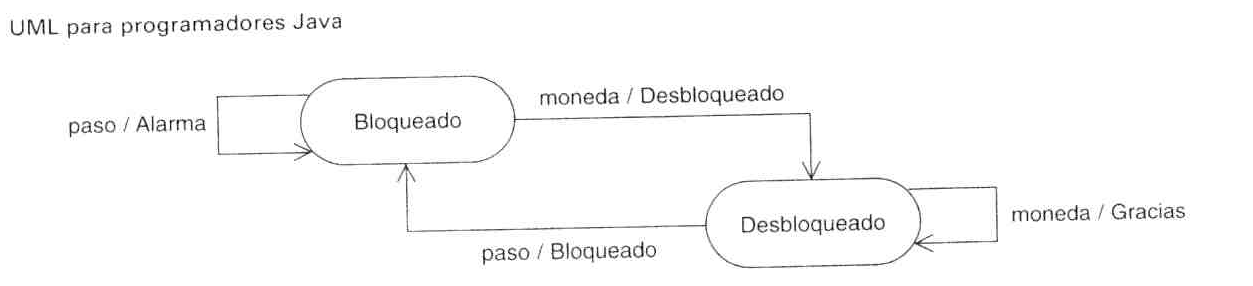 UML para programadores Java
moneda / Desbloqueado
paso / Alarma
Bloqueado
Desbloqueado
moneda / Gracias
paso / Bloqueado